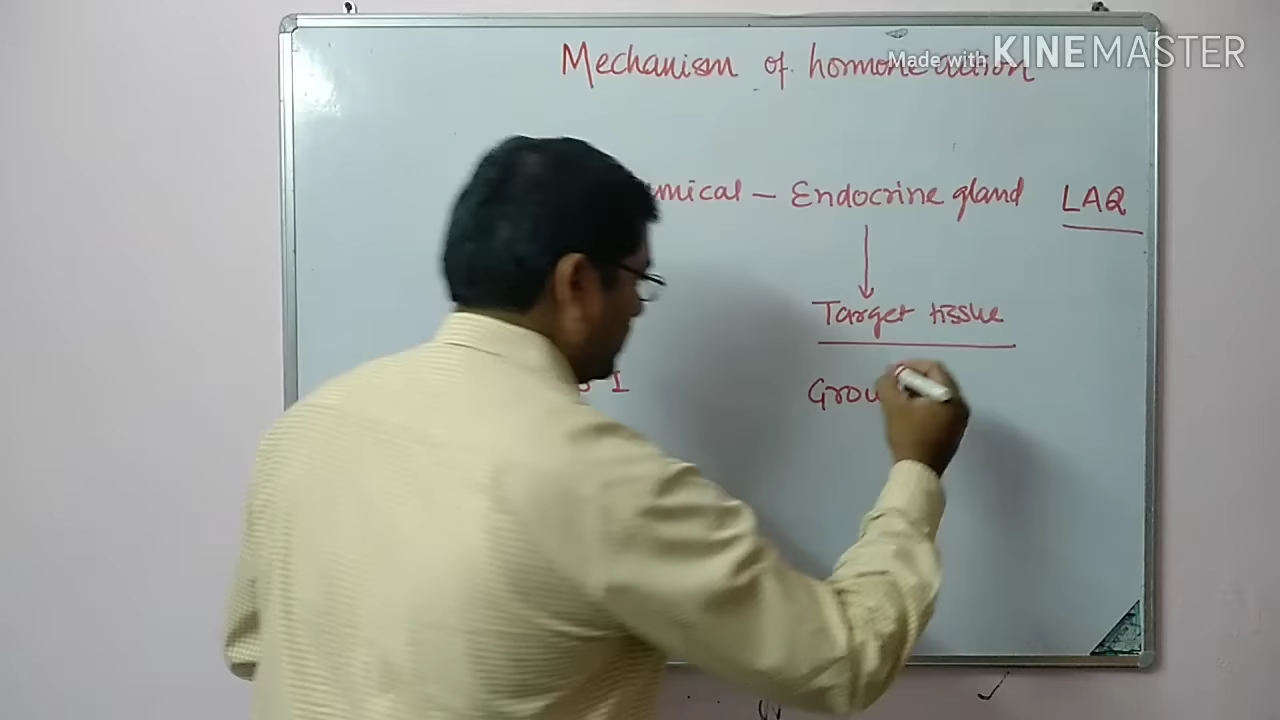 Made with KINEMASTER
Mechanism of hormone action
mical — Endocrine gland LAQ
Target tissue
I Grou